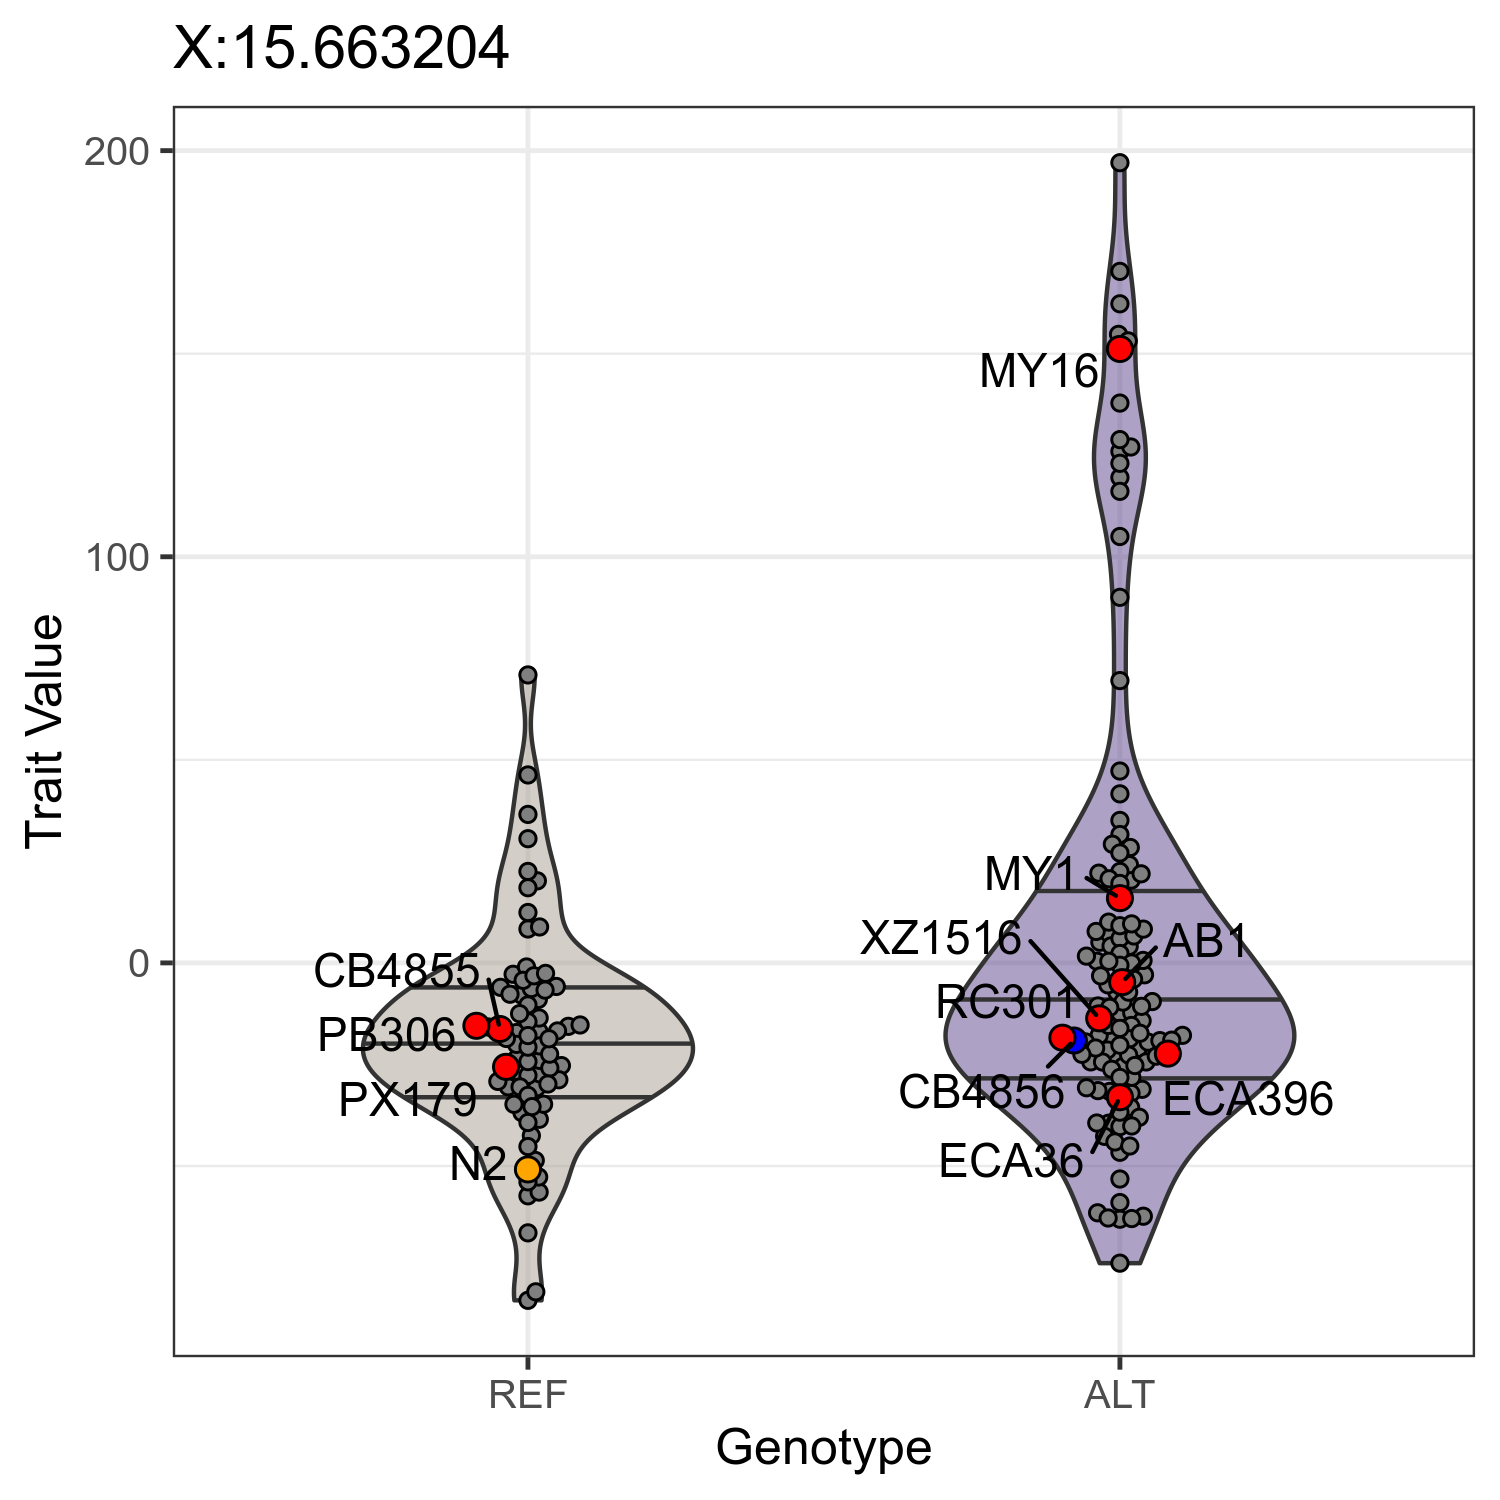 X:15.663204
200
100
0
Trait Value
MY16
MY1
XZ1516
AB1
CB4855
RC301
PB306
PX179
CB4856
ECA396
N2
ECA36
REF
ALT
Genotype